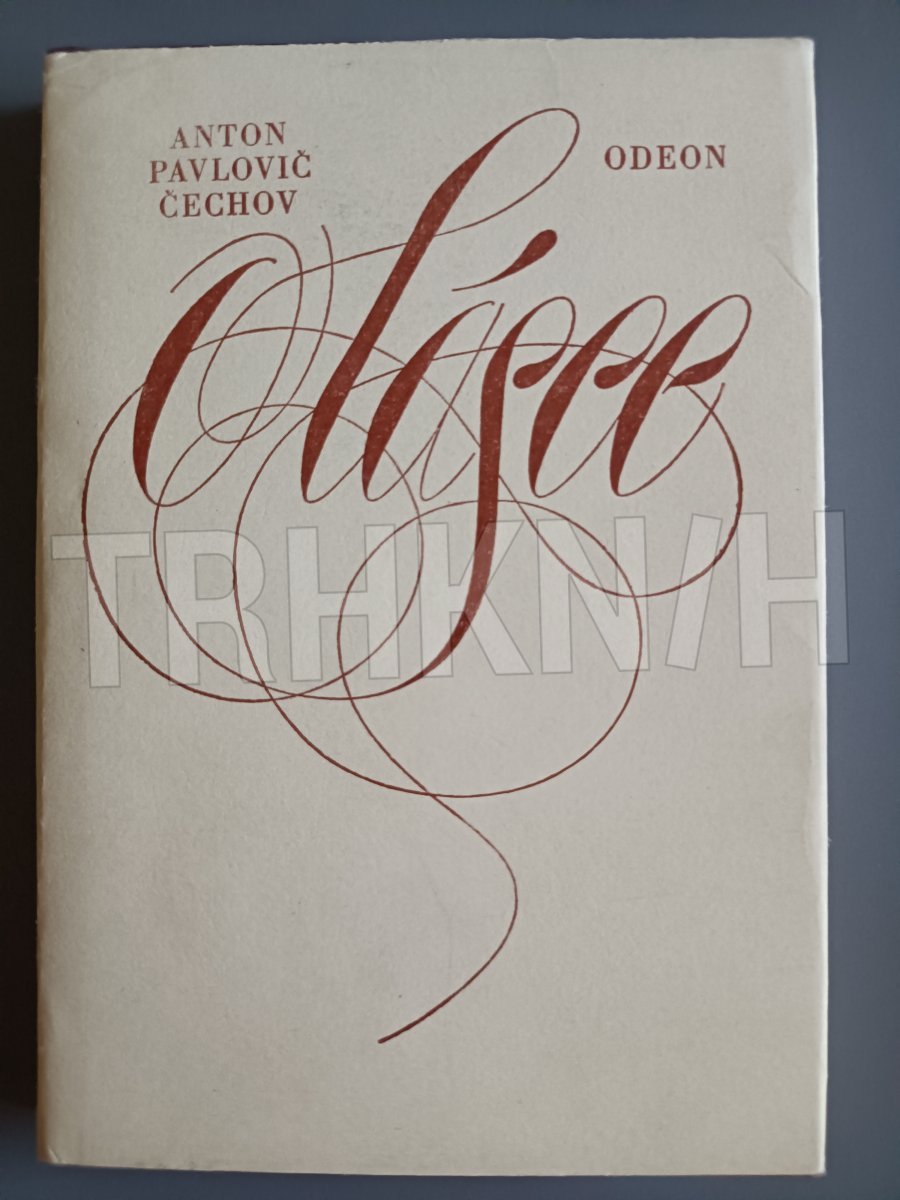 ANTON
PAVLOVIČ
ČECHOV
ODEON
O lásce
TRHKNIH